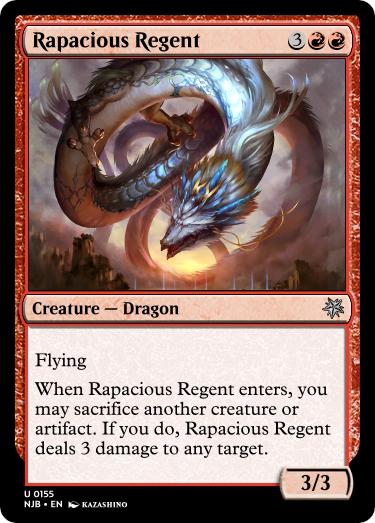 Rapacious Regent 3
Creature — Dragon
Flying
When Rapacious Regent enters, you
may sacrifice another creature or
artifact. If you do, Rapacious Regent
deals 3 damage to any target.
3/3
U 0155
NJB • EN KAZASHINO